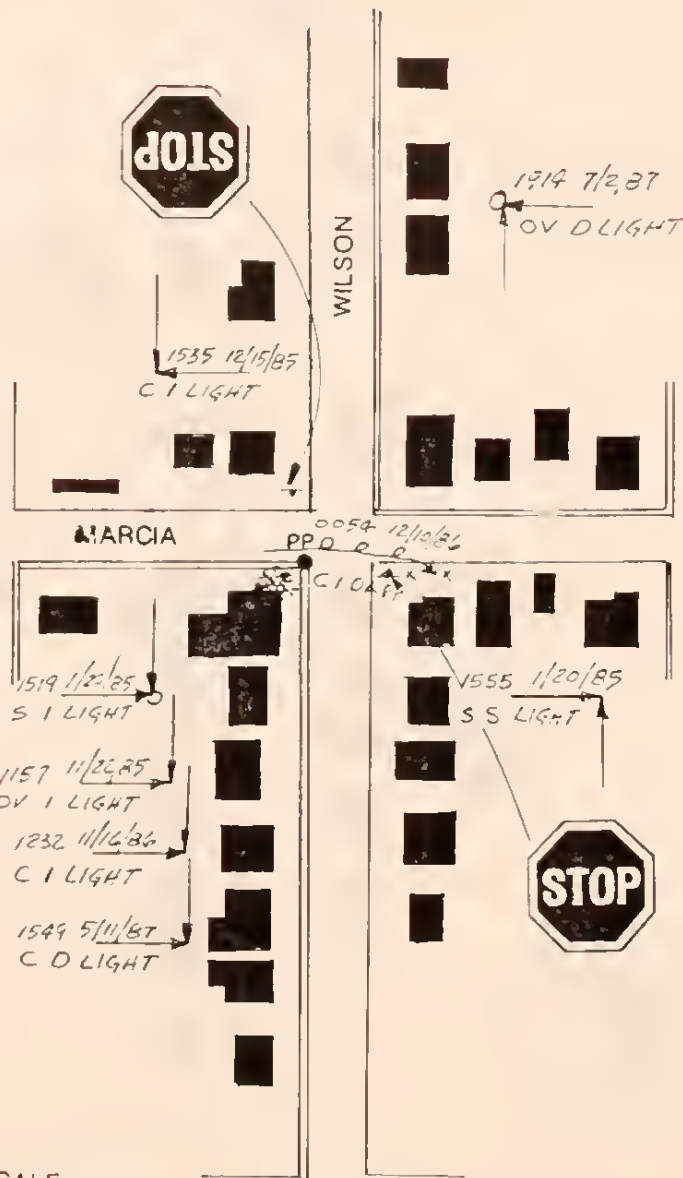 STOP
WILSON
1914 7/2,87
OV D LIGHT
1535 12/15/85
C I LIGHT
MARCIA
PP
0054 12/10/86
C I DARK
1519 1/22/85
S I LIGHT
1555 1/20/85
S S LIGHT
1157 11/22,85
OV I LIGHT
1232 11/16/86
C I LIGHT
STOP
1549 5/11/87
C D LIGHT